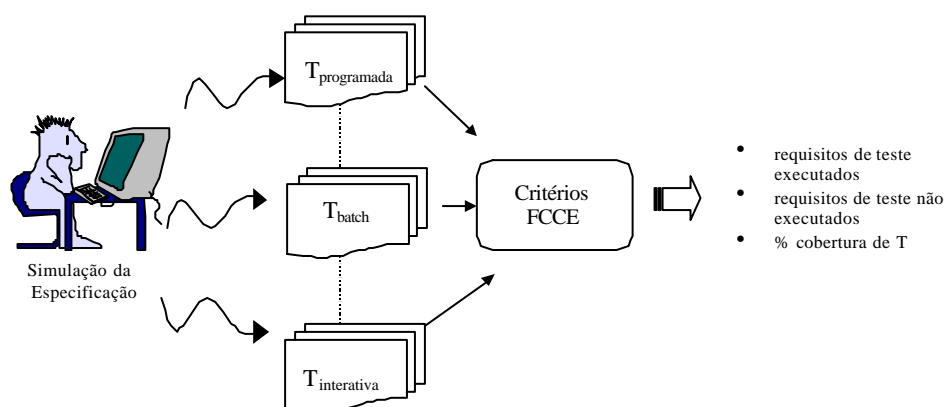 Tprogramada
Tbatch
Tinterativa
Simulação da
Especificação
Critérios
FCCE
• requisitos de teste
executados
• requisitos de teste não
executados
• % cobertura de T